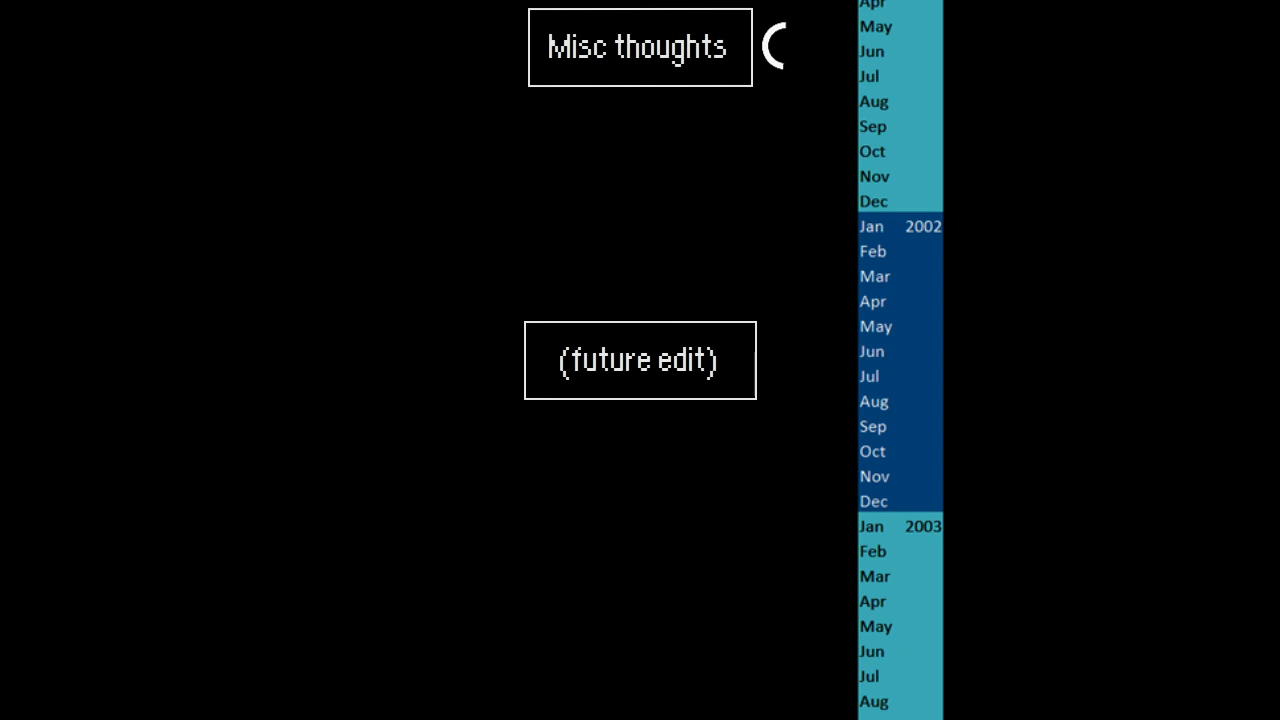 Misc thoughts
(future edit)
Apr
May
Jun
Jul
Aug
Sep
Oct
Nov
Dec
Jan 2002
Feb
Mar
Apr
May
Jun
Jul
Aug
Sep
Oct
Nov
Dec
Jan 2003
Feb
Mar
Apr
May
Jun
Jul
Aug